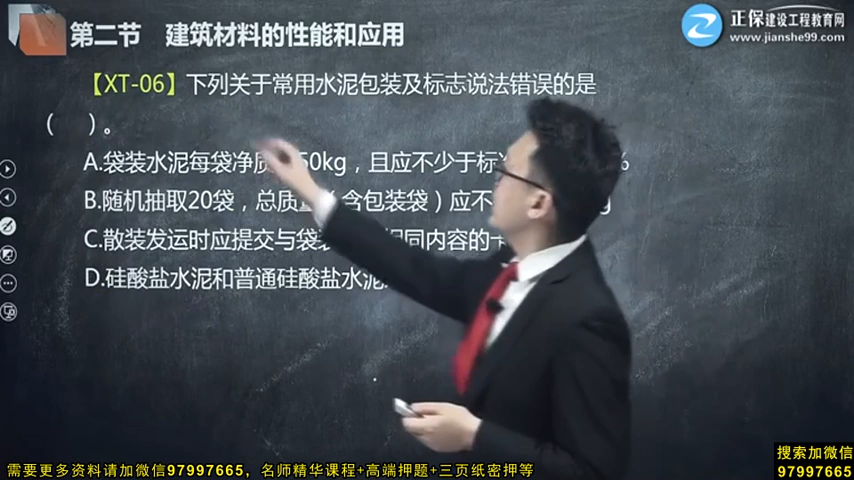 第二节 建筑材料的性能和应用
正保建设工程教育网
www.jianshe99.com
【XT-06】下列关于常用水泥包装及标志说法错误的是
( )。
A.袋装水泥每袋净质 50kg，且应不少于标 %
B.随机抽取20袋，总质 含包装袋）应不 g
C.散装发运时应提交与袋装 相同内容的卡
D.硅酸盐水泥和普通硅酸盐水泥
需要更多资料请加微信97997665，名师精华课程+高端押题+三页纸密押等
搜索加微信
97997665